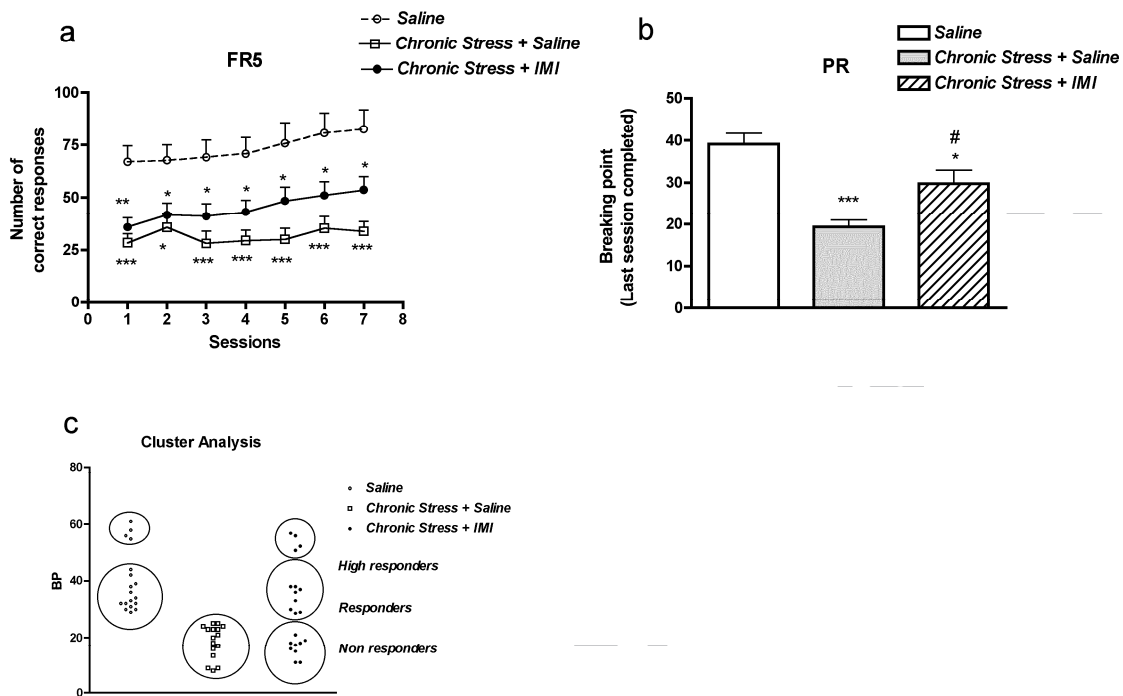 a
FR5
Saline
Chronic Stress + Saline
Chronic Stress + IMI
Number of
correct responses
100
75
50
25
0
** * * * * * *
*** * *** *** *** *** ***
0 1 2 3 4 5 6 7 8
Sessions
b
PR
Saline
Chronic Stress + Saline
Chronic Stress + IMI
Breaking point
(Last session completed)
50
40
30
20
10
0
***
#
*
c
Cluster Analysis
BP
80
60
40
20
0
Saline
Chronic Stress + Saline
Chronic Stress + IMI
High responders
Responders
Non responders